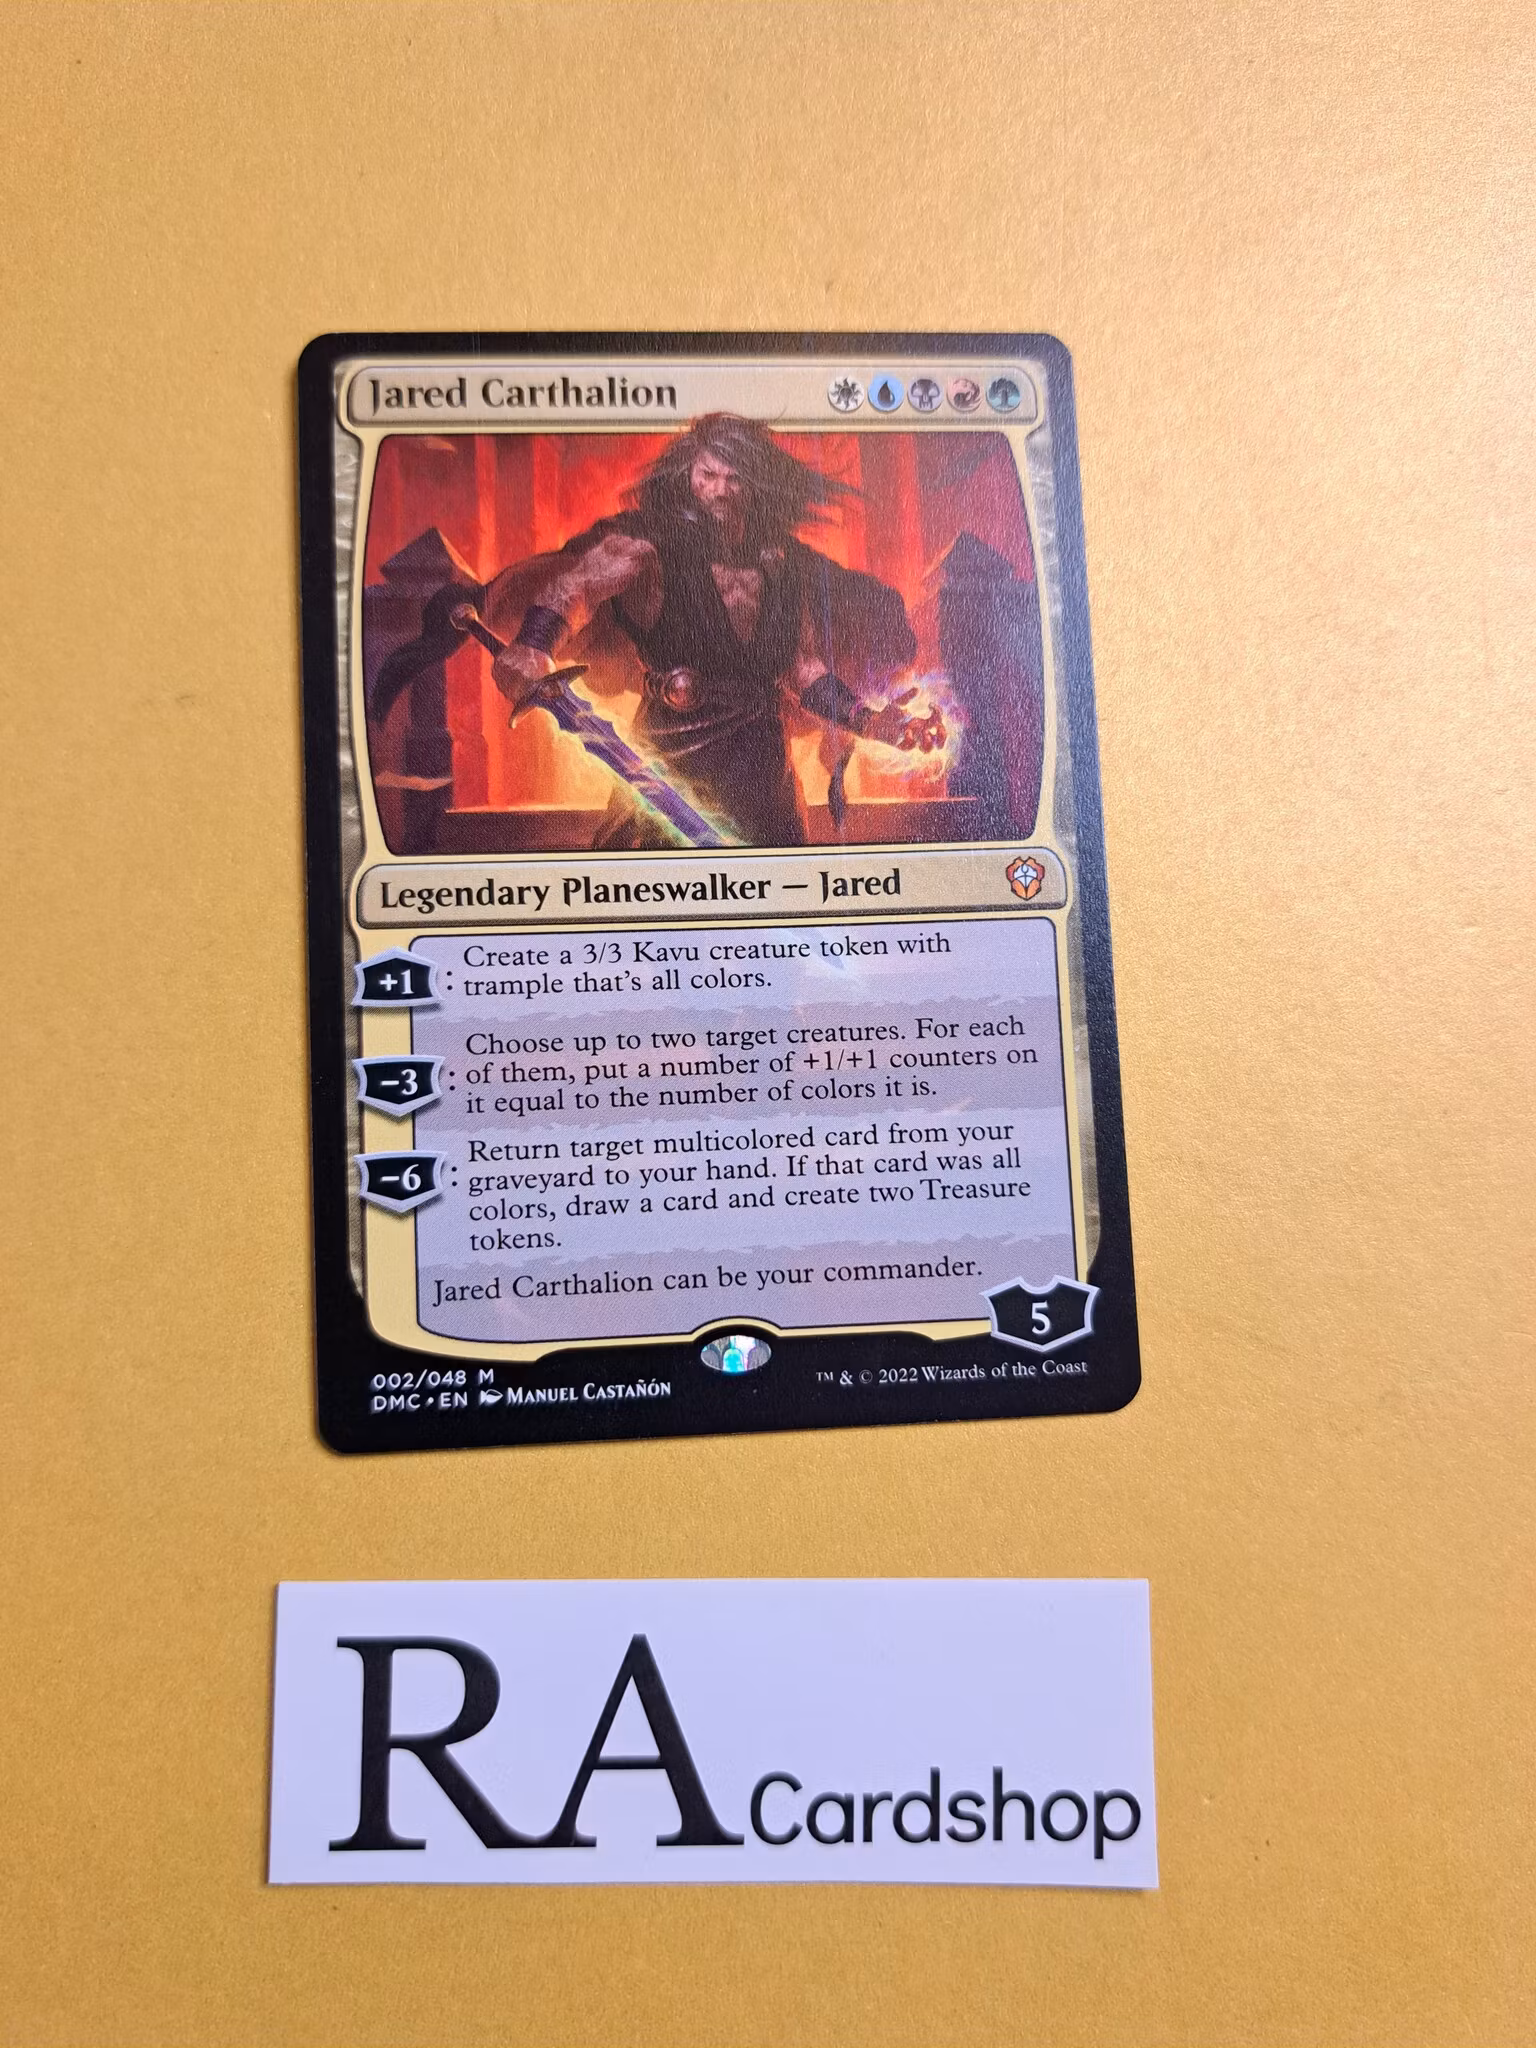 Jared Carthalion
Legendary Planeswalker — Jared
+1: Create a 3/3 Kavu creature token with
trample that's all colors.
−3: Choose up to two target creatures. For each
of them, put a number of +1/+1 counters on
it equal to the number of colors it is.
−6: Return target multicolored card from your
graveyard to your hand. If that card was all
colors, draw a card and create two Treasure
tokens.
Jared Carthalion can be your commander.
5
002/048 M
DMC • EN Manuel Castañón
™ & © 2022 Wizards of the Coast
RA Cardshop